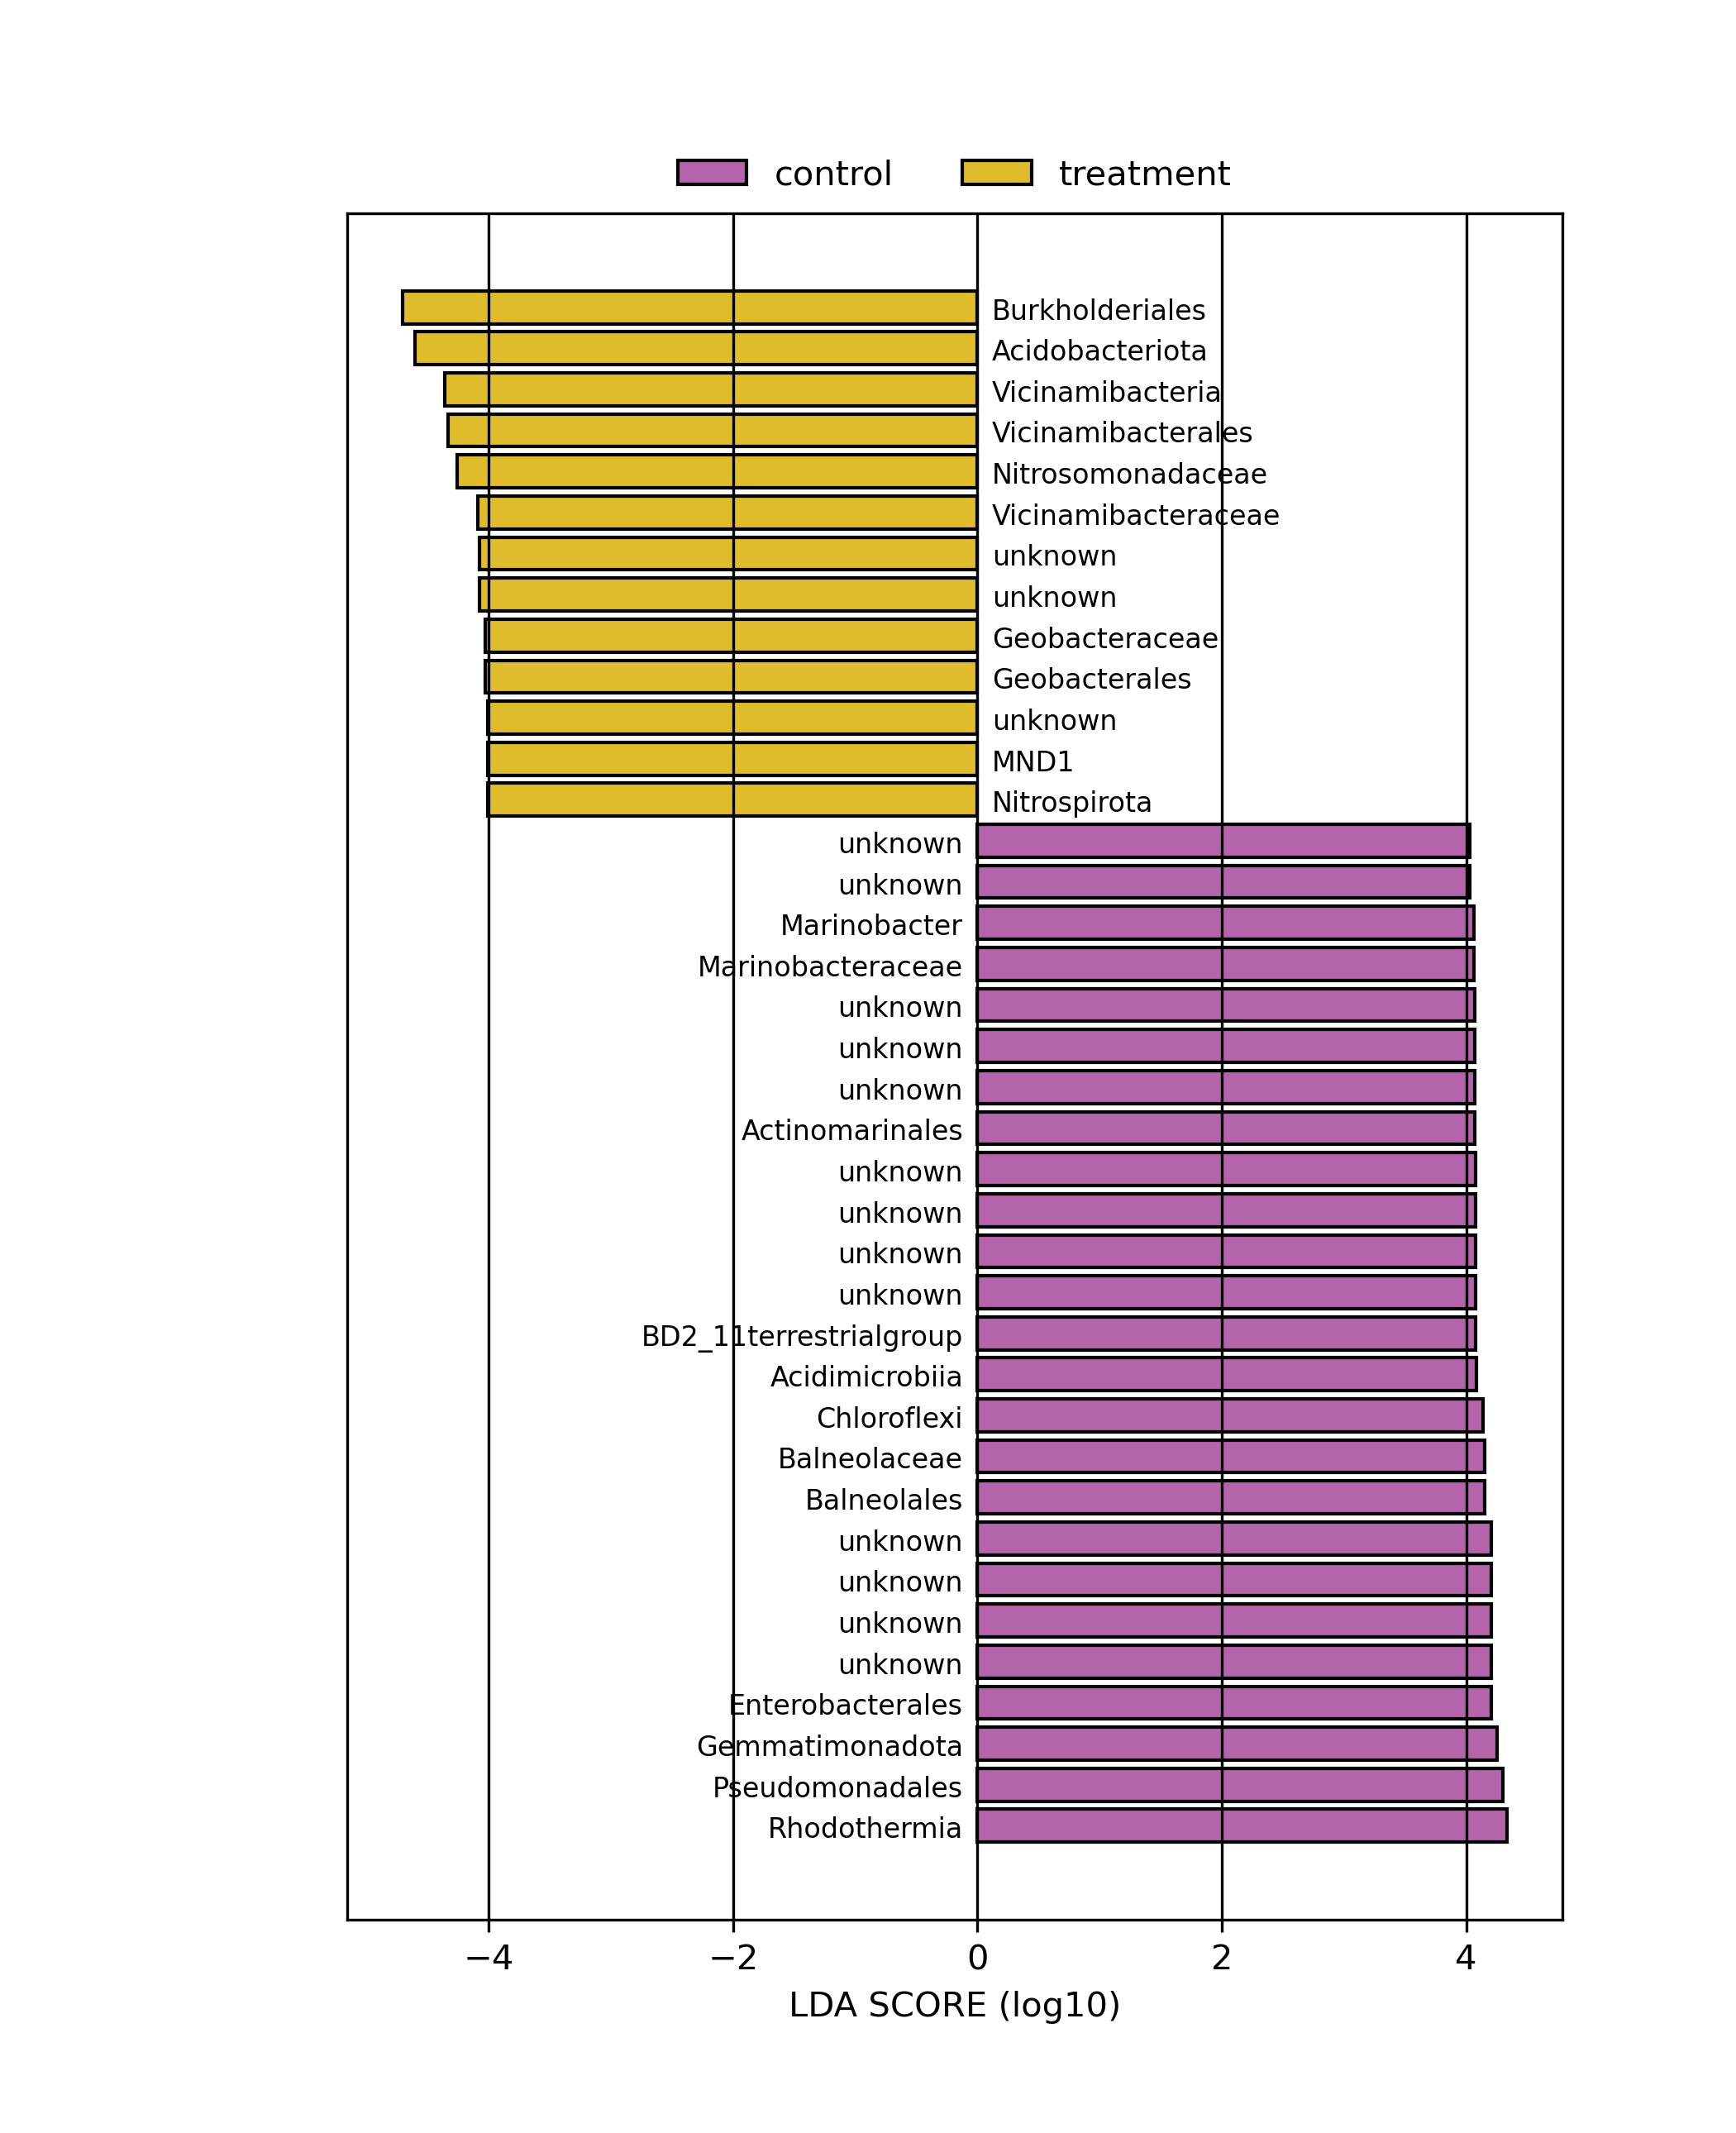 control treatment
Burkholderiales
Acidobacteriota
Vicinamibacteria
Vicinamibacterales
Nitrosomonadaceae
Vicinamibacteraceae
unknown
unknown
Geobacteraceae
Geobacterales
unknown
MND1
Nitrospirota
unknown
unknown
Marinobacter
Marinobacteraceae
unknown
unknown
unknown
Actinomarinales
unknown
unknown
unknown
unknown
BD2_11terrestrialgroup
Acidimicrobiia
Chloroflexi
Balneolaceae
Balneolales
unknown
unknown
unknown
unknown
Enterobacterales
Gemmatimonadota
Pseudomonadales
Rhodothermia
−4 −2 0 2 4
LDA SCORE (log10)